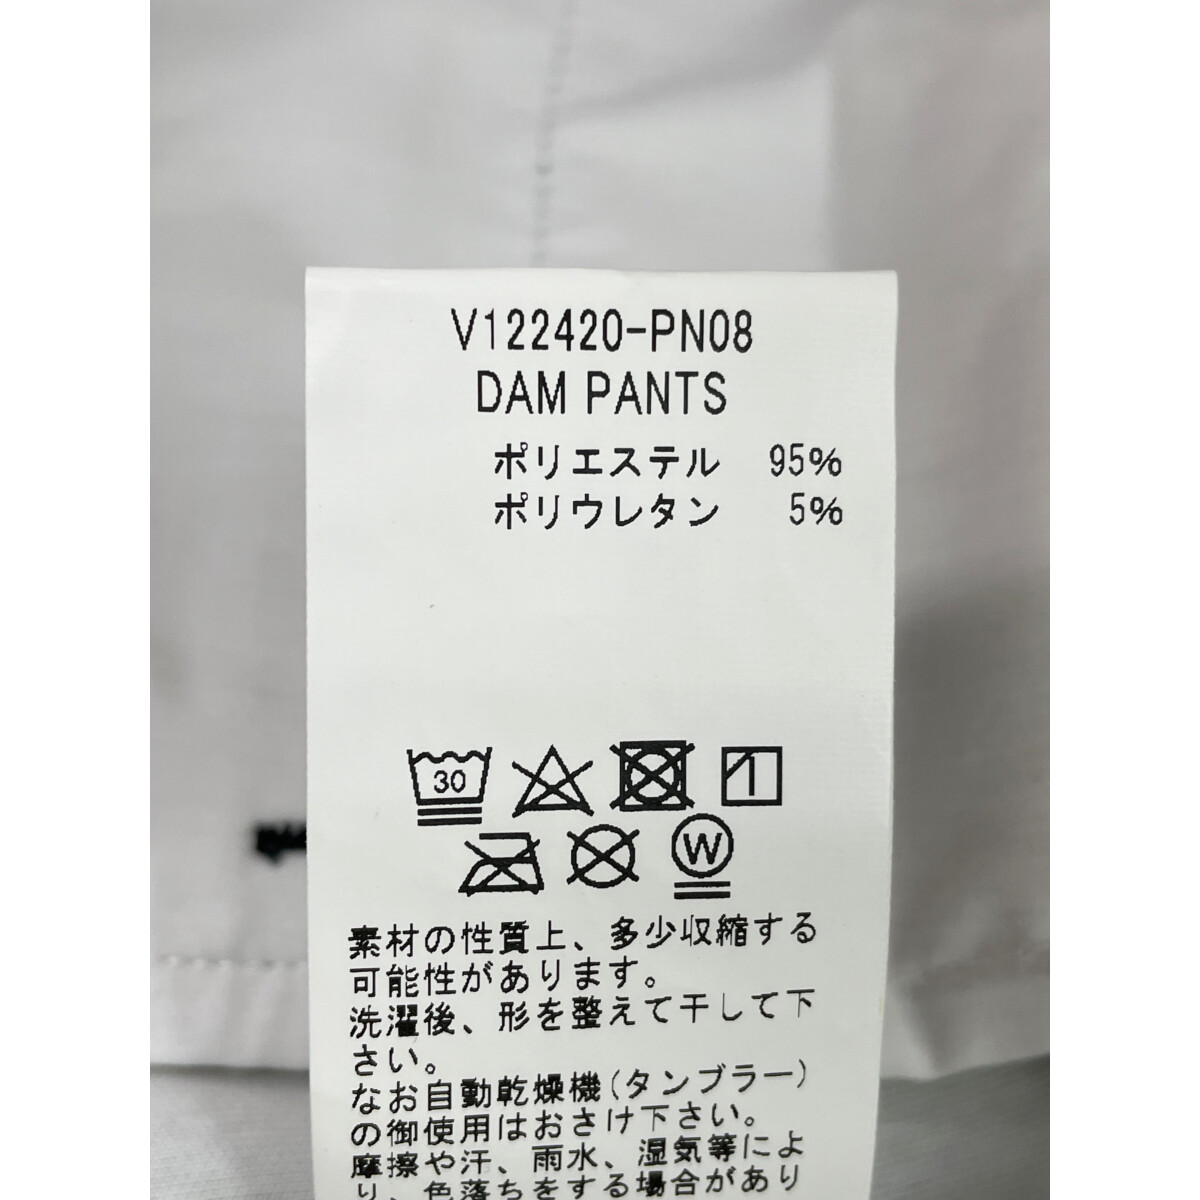 V122420-PN08
DAM PANTS
ポリエステル 95%
ポリウレタン 5%
30
W
素材の性質上、多少収縮する
可能性があります。
洗濯後、形を整えて干して下
さい。
なお自動乾燥機(タンブラー)
の御使用はおさけ下さい。
摩擦や汗、雨水、湿気等によ
り、色落ちをする場合があり